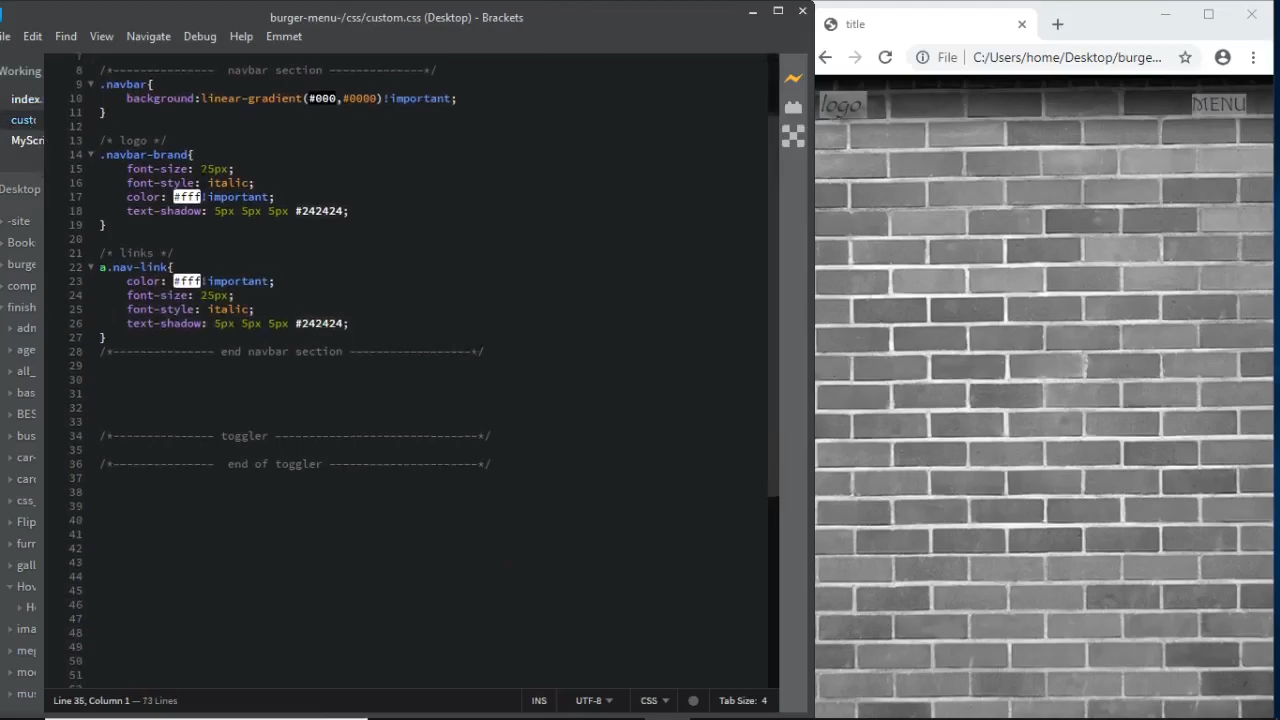 burger-menu-/css/custom.css (Desktop) - Brackets
ile Edit Find View Navigate Debug Help Emmet
Working
index.
custo
MyScri
Desktop
-site
Book
burge
comp
finish
adn
age
all_
bas
BES
bus
car-
card
css_
Flip
furr
gall
Hov
H
ima
meg
mod
mus
7
8 /*--------------- navbar section --------------*/
9 .navbar{
10 background:linear-gradient(#000,#0000)!important;
11 }
12
13 /* logo */
14 .navbar-brand{
15 font-size: 25px;
16 font-style: italic;
17 color: #fff!important;
18 text-shadow: 5px 5px 5px #242424;
19 }
20
21 /* links */
22 a.nav-link{
23 color: #fff!important;
24 font-size: 25px;
25 font-style: italic;
26 text-shadow: 5px 5px 5px #242424;
27 }
28 /*--------------- end navbar section ------------------*/
29
30
31
32
33
34 /*--------------- toggler ------------------------------*/
35
36 /*--------------- end of toggler ----------------------*/
37
38
39
40
41
42
43
44
45
46
47
48
49
50
51
Line 35, Column 1 — 73 Lines
INS UTF-8 CSS Tab Size: 4
title
File C:/Users/home/Desktop/burge...
logo
MENU